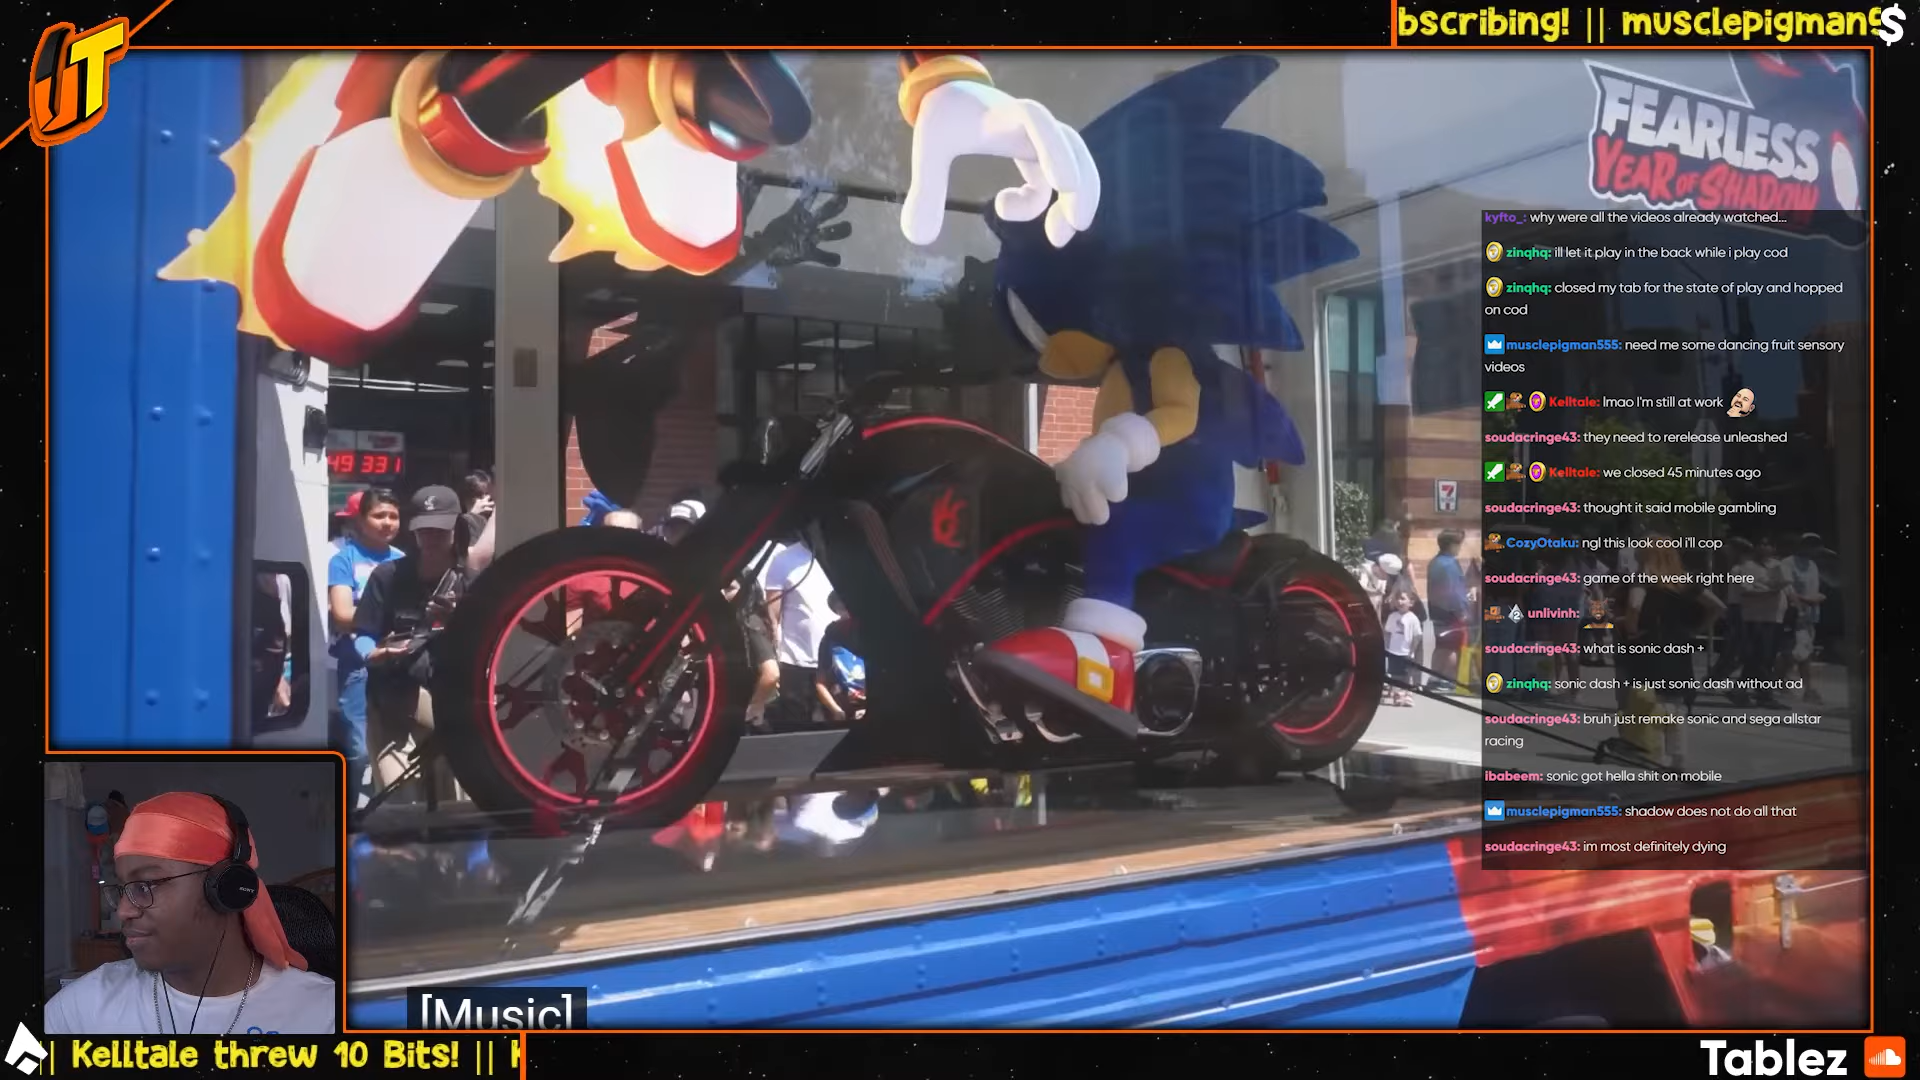 bscribing! || musclepigman5
$
JT
FEARLESS
YEAR OF SHADOW
kyfto_: why were all the videos already watched...
zinqhq: ill let it play in the back while i play cod
zinqhq: closed my tab for the state of play and hopped
on cod
musclepigman555: need me some dancing fruit sensory
videos
Kelltale: lmao I'm still at work
soudacringe43: they need to rerelease unleashed
Kelltale: we closed 45 minutes ago
soudacringe43: thought it said mobile gambling
CozyOtaku: ngl this look cool i'll cop
soudacringe43: game of the week right here
2 unlivinh:
soudacringe43: what is sonic dash +
zinqhq: sonic dash + is just sonic dash without ad
soudacringe43: bruh just remake sonic and sega allstar
racing
ibabeem: sonic got hella shit on mobile
musclepigman555: shadow does not do all that
soudacringe43: im most definitely dying
49 331
7
SONY
[Music]
|| Kelltale threw 10 Bits! ||
Tablez